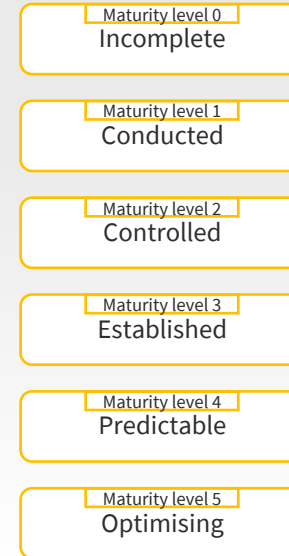 Maturity level 0
Incomplete
Maturity level 1
Conducted
Maturity level 2
Controlled
Maturity level 3
Established
Maturity level 4
Predictable
Maturity level 5
Optimising